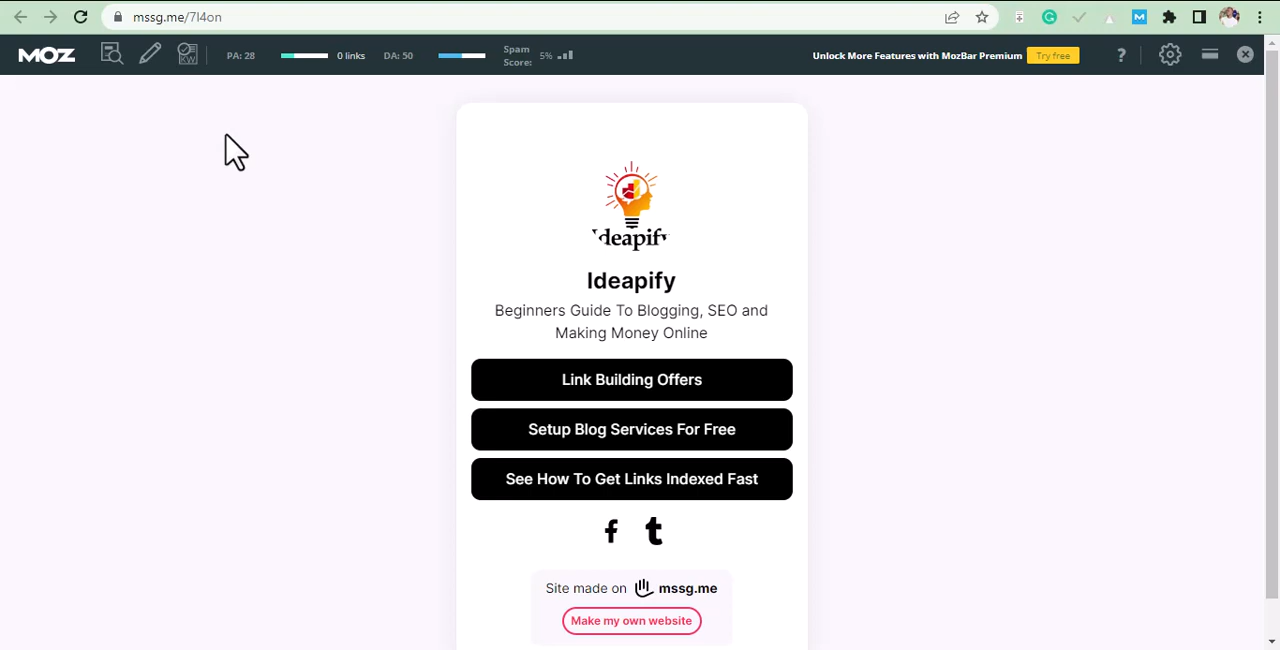 mssg.me/7l4on
MOZ
PA: 28
0 links
DA: 50
Spam Score: 5%
Unlock More Features with MozBar Premium
Try free
?
KW
M
G
Ideapify
Beginners Guide To Blogging, SEO and
Making Money Online
Link Building Offers
Setup Blog Services For Free
See How To Get Links Indexed Fast
f t
Site made on mssg.me
Make my own website